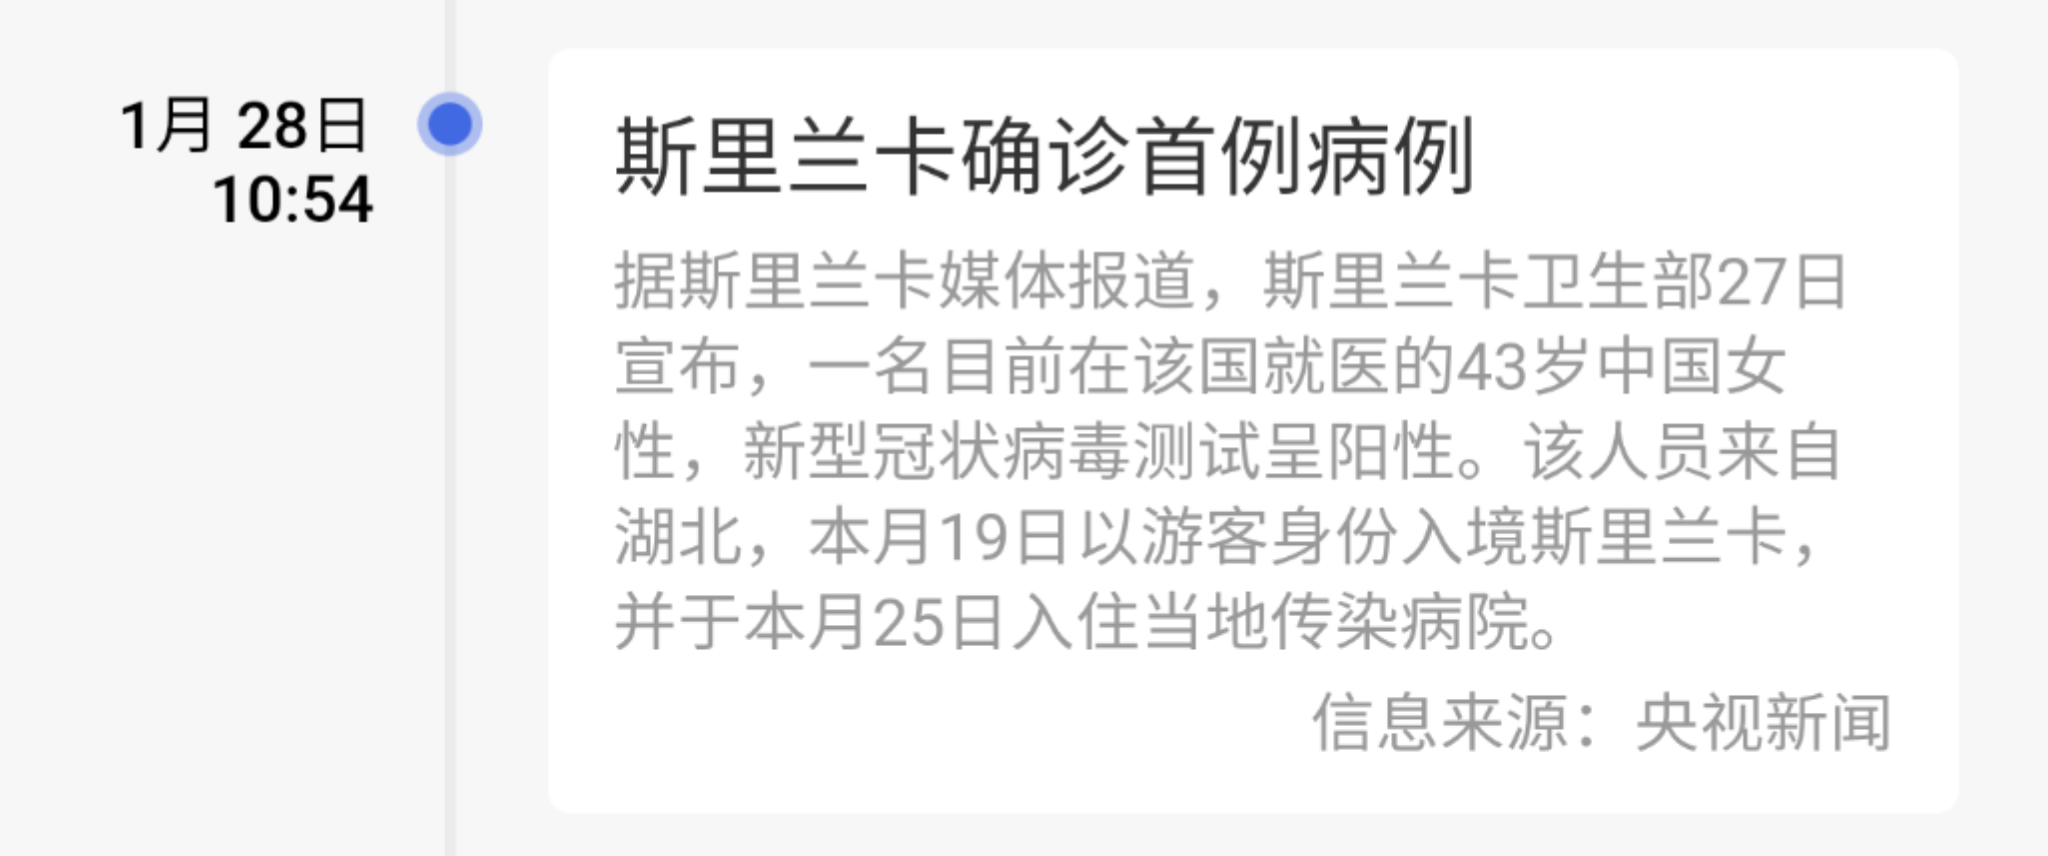 1月 28日
10:54
斯里兰卡确诊首例病例
据斯里兰卡媒体报道，斯里兰卡卫生部27日
宣布，一名目前在该国就医的43岁中国女
性，新型冠状病毒测试呈阳性。该人员来自
湖北，本月19日以游客身份入境斯里兰卡，
并于本月25日入住当地传染病院。
信息来源：央视新闻